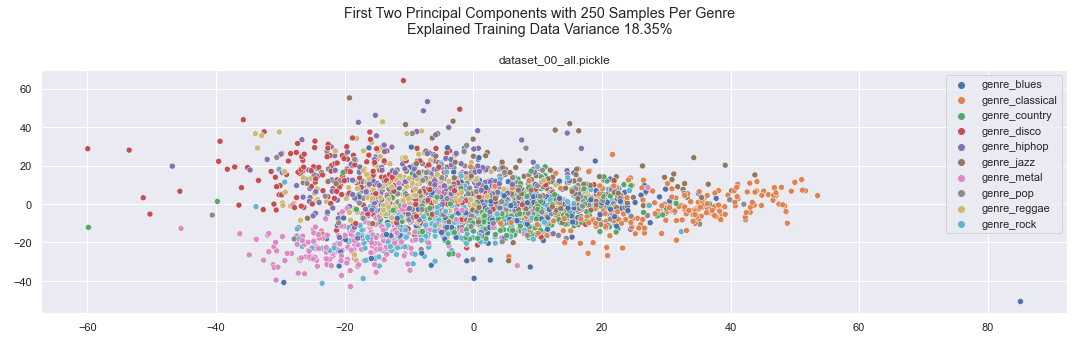 First Two Principal Components with 250 Samples Per Genre
Explained Training Data Variance 18.35%
dataset_00_all.pickle
60
40
20
0
−20
−40
−60
−40
−20
0
20
40
60
80
genre_blues
genre_classical
genre_country
genre_disco
genre_hiphop
genre_jazz
genre_metal
genre_pop
genre_reggae
genre_rock